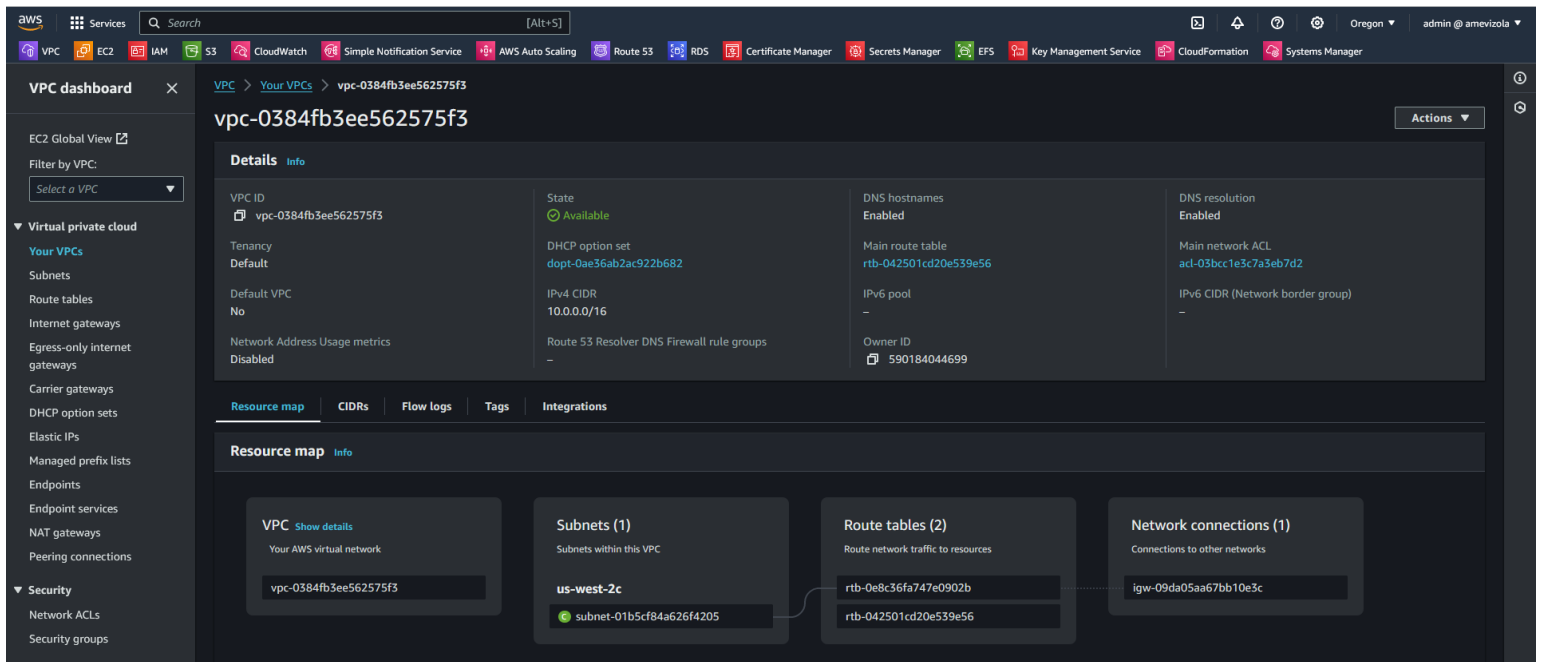 aws
Services
Search
[Alt+S]
Oregon
admin @ amevizola
VPC
EC2
IAM
S3
CloudWatch
Simple Notification Service
AWS Auto Scaling
Route 53
RDS
Certificate Manager
Secrets Manager
EFS
Key Management Service
CloudFormation
Systems Manager
VPC dashboard
EC2 Global View
Filter by VPC:
Select a VPC
Virtual private cloud
Your VPCs
Subnets
Route tables
Internet gateways
Egress-only internet
gateways
Carrier gateways
DHCP option sets
Elastic IPs
Managed prefix lists
Endpoints
Endpoint services
NAT gateways
Peering connections
Security
Network ACLs
Security groups
VPC > Your VPCs > vpc-0384fb3ee562575f3
vpc-0384fb3ee562575f3
Actions
Details Info
VPC ID
vpc-0384fb3ee562575f3
State
Available
DNS hostnames
Enabled
DNS resolution
Enabled
Tenancy
Default
DHCP option set
dopt-0ae36ab2ac922b682
Main route table
rtb-042501cd20e539e56
Main network ACL
acl-03bcc1e3c7a3eb7d2
Default VPC
No
IPv4 CIDR
10.0.0.0/16
IPv6 pool
–
IPv6 CIDR (Network border group)
–
Network Address Usage metrics
Disabled
Route 53 Resolver DNS Firewall rule groups
–
Owner ID
590184044699
Resource map
CIDRs
Flow logs
Tags
Integrations
Resource map Info
VPC Show details
Your AWS virtual network
vpc-0384fb3ee562575f3
Subnets (1)
Subnets within this VPC
us-west-2c
C subnet-01b5cf84a626f4205
Route tables (2)
Route network traffic to resources
rtb-0e8c36fa747e0902b
rtb-042501cd20e539e56
Network connections (1)
Connections to other networks
igw-09da05aa67bb10e3c